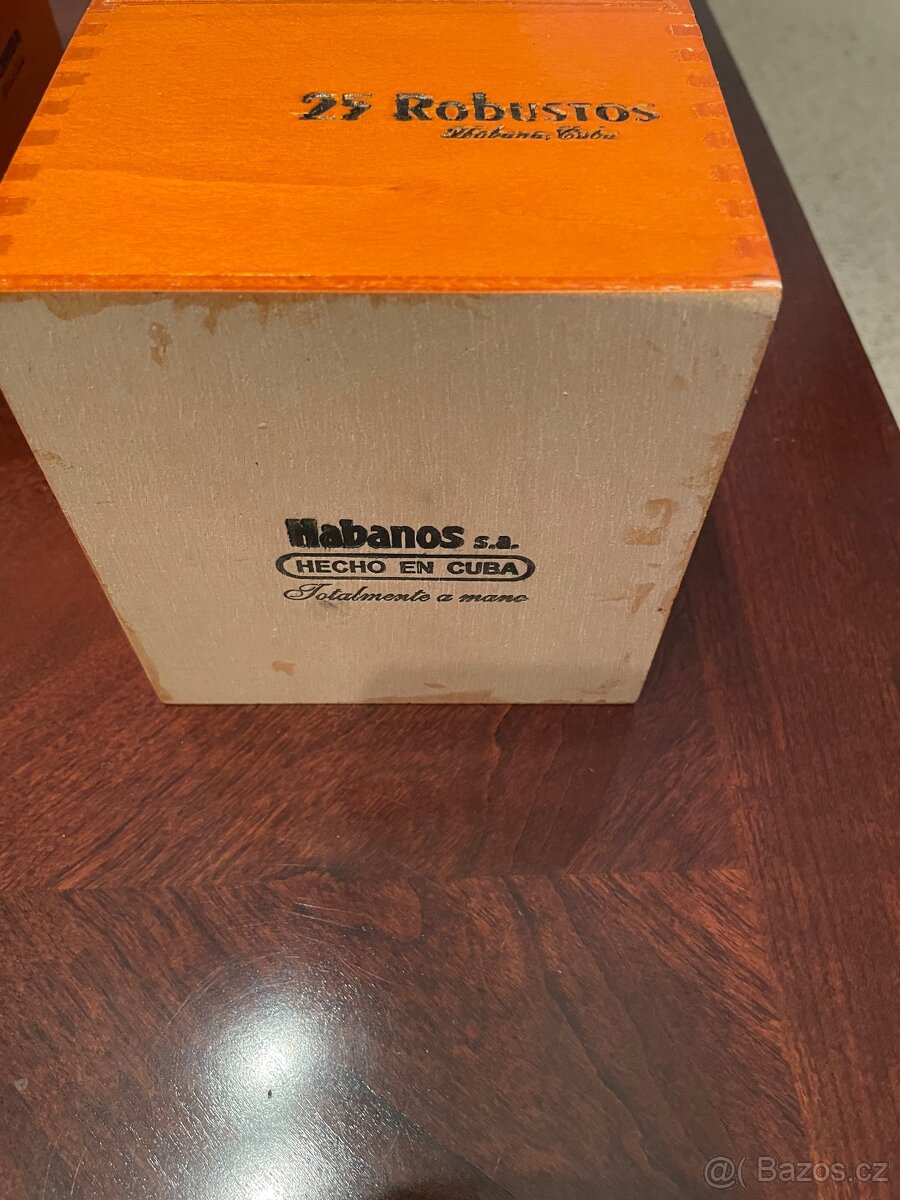 25 Robustos
Habana, Cuba
Habanos s.a.
HECHO EN CUBA
Totalmente a mano
@( Bazos.cz